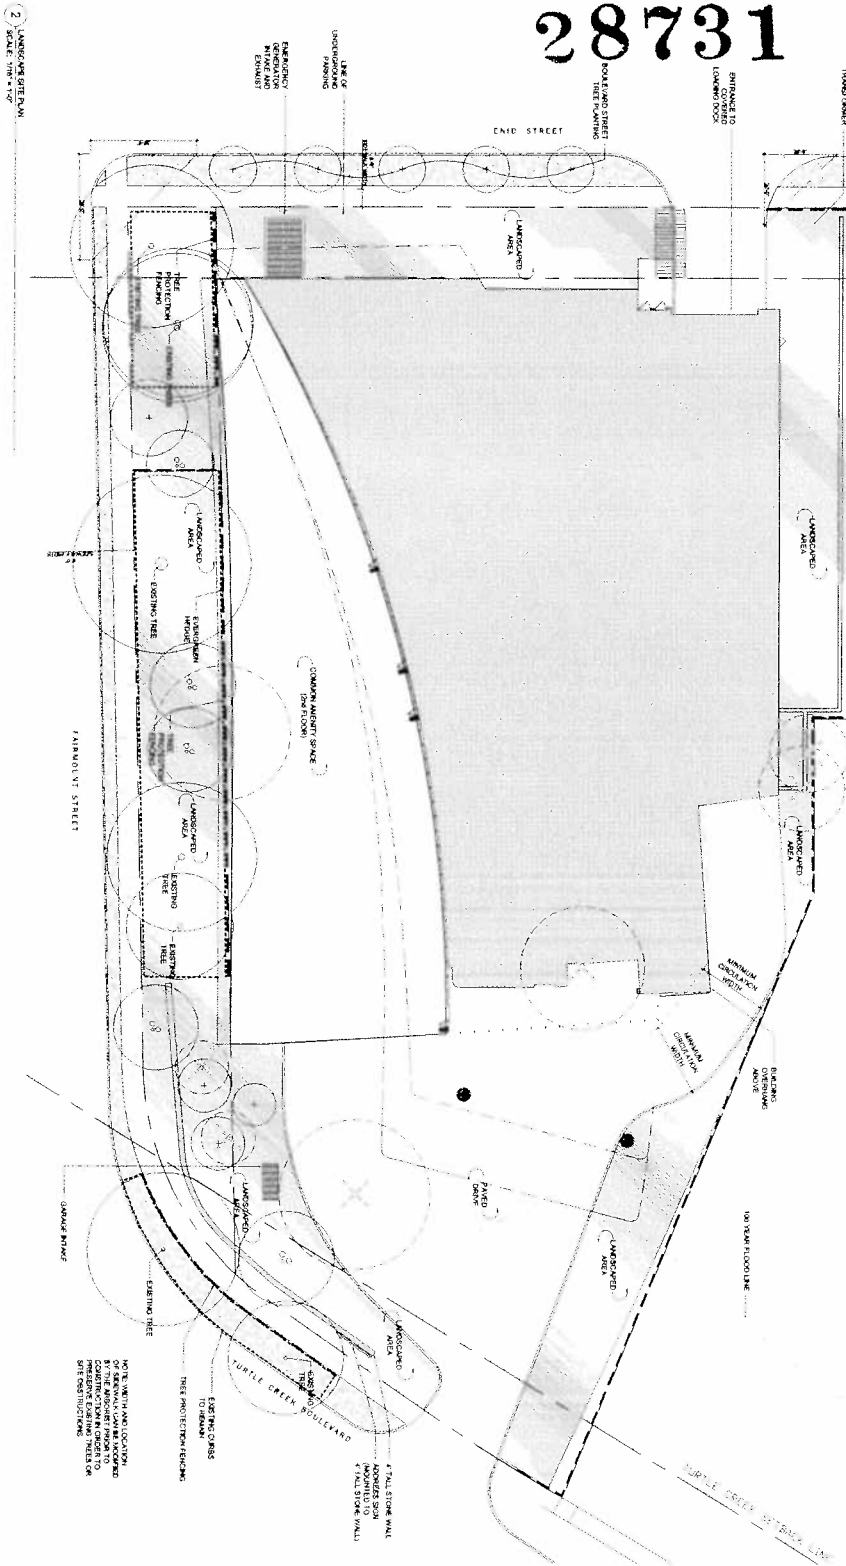 28731
2
LANDSCAPE SITE PLAN
SCALE: 1/16" = 1'-0"
EMERGENCY
GENERATOR
INTAKE AND
EXHAUST
LINE OF
UNDERGROUND
PARKING
BOULEVARD STREET
TREE PLANTING
ENTRANCE TO
COVERED
LOADING DOCK
TRANSFORMER
ENID STREET
LANDSCAPED
AREA
TREE
PROTECTION
FENCING
LANDSCAPED
AREA
LANDSCAPED
AREA
EXISTING TREE
EVERGREEN
HEDGE
COMMON AMENITY SPACE
(2nd FLOOR)
TREE
PROTECTION
FENCING
FAIRMOUNT STREET
LANDSCAPED
AREA
LANDSCAPED
AREA
EXISTING
TREE
EXISTING
TREE
MINIMUM
CIRCULATION
WIDTH
MINIMUM
CIRCULATION
WIDTH
BUILDING
OVERHANG
ABOVE
PAVED
DRIVE
LANDSCAPED
AREA
LANDSCAPED
AREA
100 YEAR FLOOD LINE
GARAGE INTAKE
EXISTING TREE
LANDSCAPED
AREA
EXISTING
TREE
TURTLE CREEK BOULEVARD
TREE PROTECTION FENCING
EXISTING CURBS
TO REMAIN
4' TALL STONE WALL
ADDRESS SIGN
(MOUNTED TO
4' TALL STONE WALL)
NOTE: WIDTH AND LOCATION
OF SIDEWALK CAN BE MODIFIED
BY THE ARBORIST PRIOR TO
CONSTRUCTION IN ORDER TO
PRESERVE EXISTING TREES OR
SITE OBSTRUCTIONS
TURTLE CREEK SETBACK LINE